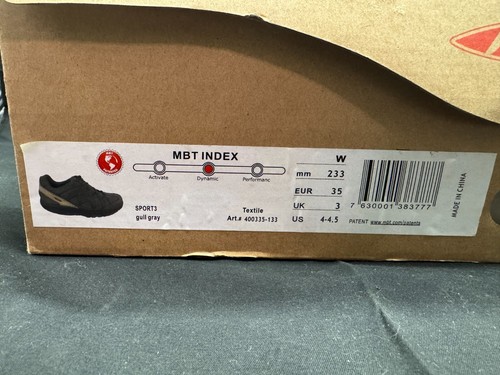 MBT INDEX
Activate
Dynamic
Performanc
SPORT3
gull gray
Textile
Art.# 400335-133
W
mm 233
EUR 35
UK 3
US 4-4.5
7 630001 383777
PATENT www.mbt.com/patents
MADE IN CHINA